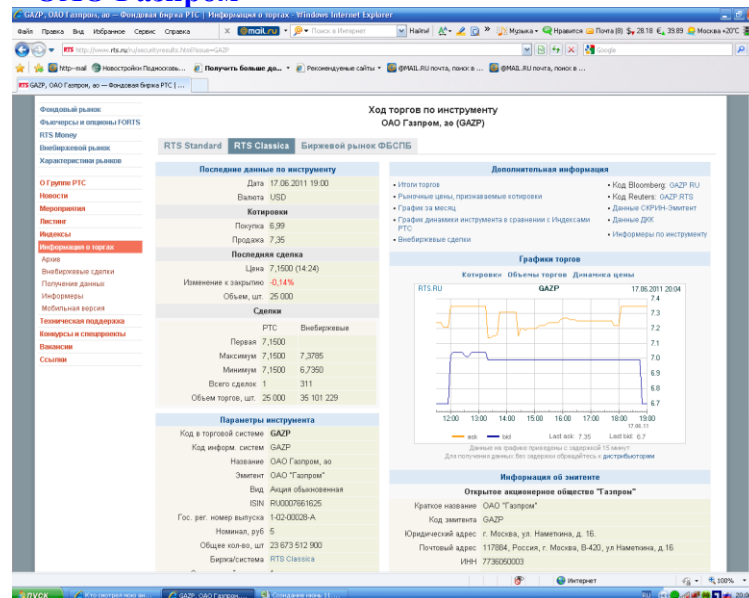 ОАО Газпром
GAZP, ОАО Газпром, ао — Фондовая биржа РТС | Информация о торгах - Windows Internet Explorer
Файл Правка Вид Избранное Сервис Справка X @mail.ru Поиск в Интернет Найти! Музыка Нравится Почта (8) $ 28.18 € 39.89 Москва +20°C
RTS http://www.rts.ru/ru/securityresults.html?issue=GAZP Google
http-mail Новостройки Подмосковь... Получить больше до... Рекомендуемые сайты @MAIL.RU почта, поиск в ... @MAIL.RU почта, поиск в ...
RTS GAZP, ОАО Газпром, ао — Фондовая биржа РТС | ...
Фондовый рынок
Фьючерсы и опционы FORTS
RTS Money
Внебиржевой рынок
Характеристики рынков
О Группе РТС
Новости
Мероприятия
Листинг
Индексы
Информация о торгах
Архив
Внебиржевые сделки
Получение данных
Информеры
Мобильная версия
Техническая поддержка
Конкурсы и спецпроекты
Вакансии
Ссылки
Ход торгов по инструменту
ОАО Газпром, ао (GAZP)
RTS Standard RTS Classica Биржевой рынок ФБСПБ
Последние данные по инструменту
Дата 17.06.2011 19:00
Валюта USD
Котировки
Покупка 6,99
Продажа 7,35
Последняя сделка
Цена 7,1500 (14:24)
Изменение к закрытию -0,14%
Объем, шт. 25 000
Сделки
РТС Внебиржевые
Первая 7,1500
Максимум 7,1500 7,3785
Минимум 7,1500 6,7350
Всего сделок 1 311
Объем торгов, шт. 25 000 35 101 229
Параметры инструмента
Код в торговой системе GAZP
Код информ. систем GAZP
Название ОАО Газпром, ао
Эмитент ОАО "Газпром"
Вид Акция обыкновенная
ISIN RU0007661625
Гос. рег. номер выпуска 1-02-00028-A
Номинал, руб 5
Общее кол-во, шт 23 673 512 900
Биржа/система RTS Classica
Дополнительная информация
• Итоги торгов
• Рыночные цены, признаваемые котировки
• График за месяц
• График динамики инструмента в сравнении с Индексами РТС
• Внебиржевые сделки
• Код Bloomberg: GAZP RU
• Код Reuters: GAZP.RTS
• Данные СКРИН-Эмитент
• Данные ДКК
• Информеры по инструменту
Графики торгов
Котировки Объемы торгов Динамика цены
RTS.RU GAZP 17.06.2011 20:04
7.4
7.3
7.2
7.1
7.0
6.9
6.8
6.7
12:00 13:00 14:00 15:00 16:00 17:00 18:00 19:00
17.06.11
ask bid Last ask: 7.35 Last bid: 6.7
Данные на графике приведены с задержкой 15 минут
Для получения данных без задержки обращайтесь к дистрибьюторам
Информация об эмитенте
Открытое акционерное общество "Газпром"
Краткое название ОАО "Газпром"
Код эмитента GAZP
Юридический адрес г. Москва, ул. Наметкина, д. 16.
Почтовый адрес 117884, Россия, г. Москва, В-420, ул Наметкина, д.16
ИНН 7736050003
Интернет 100%
пуск GAZP, ОАО Газпром... RU